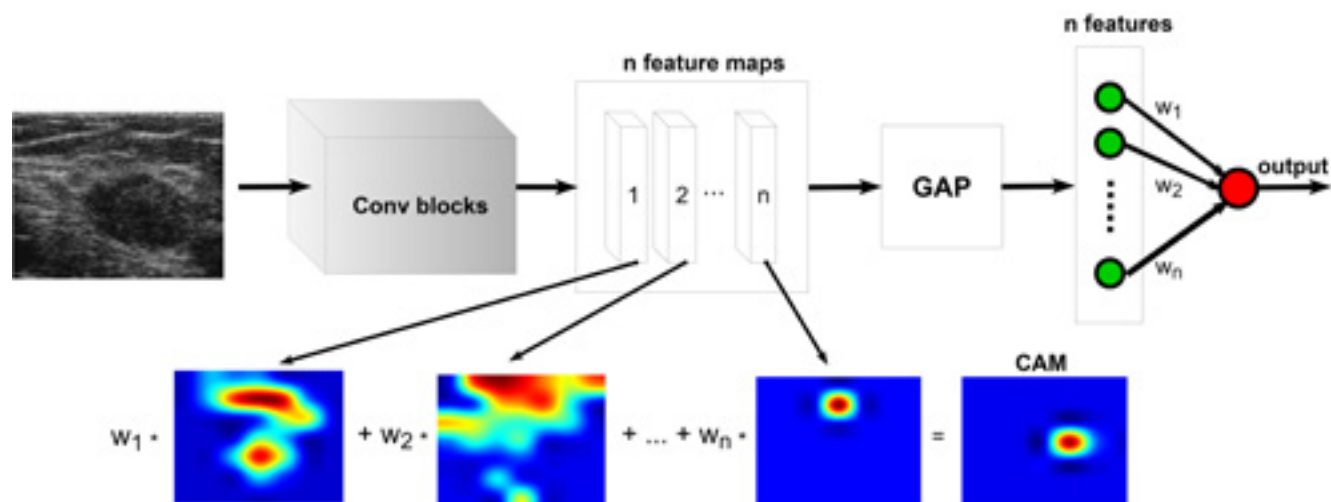 n features
n feature maps
w1
output
Conv blocks
1
2
...
n
GAP
w2
wn
CAM
w1 * + w2 * + ... + wn * =